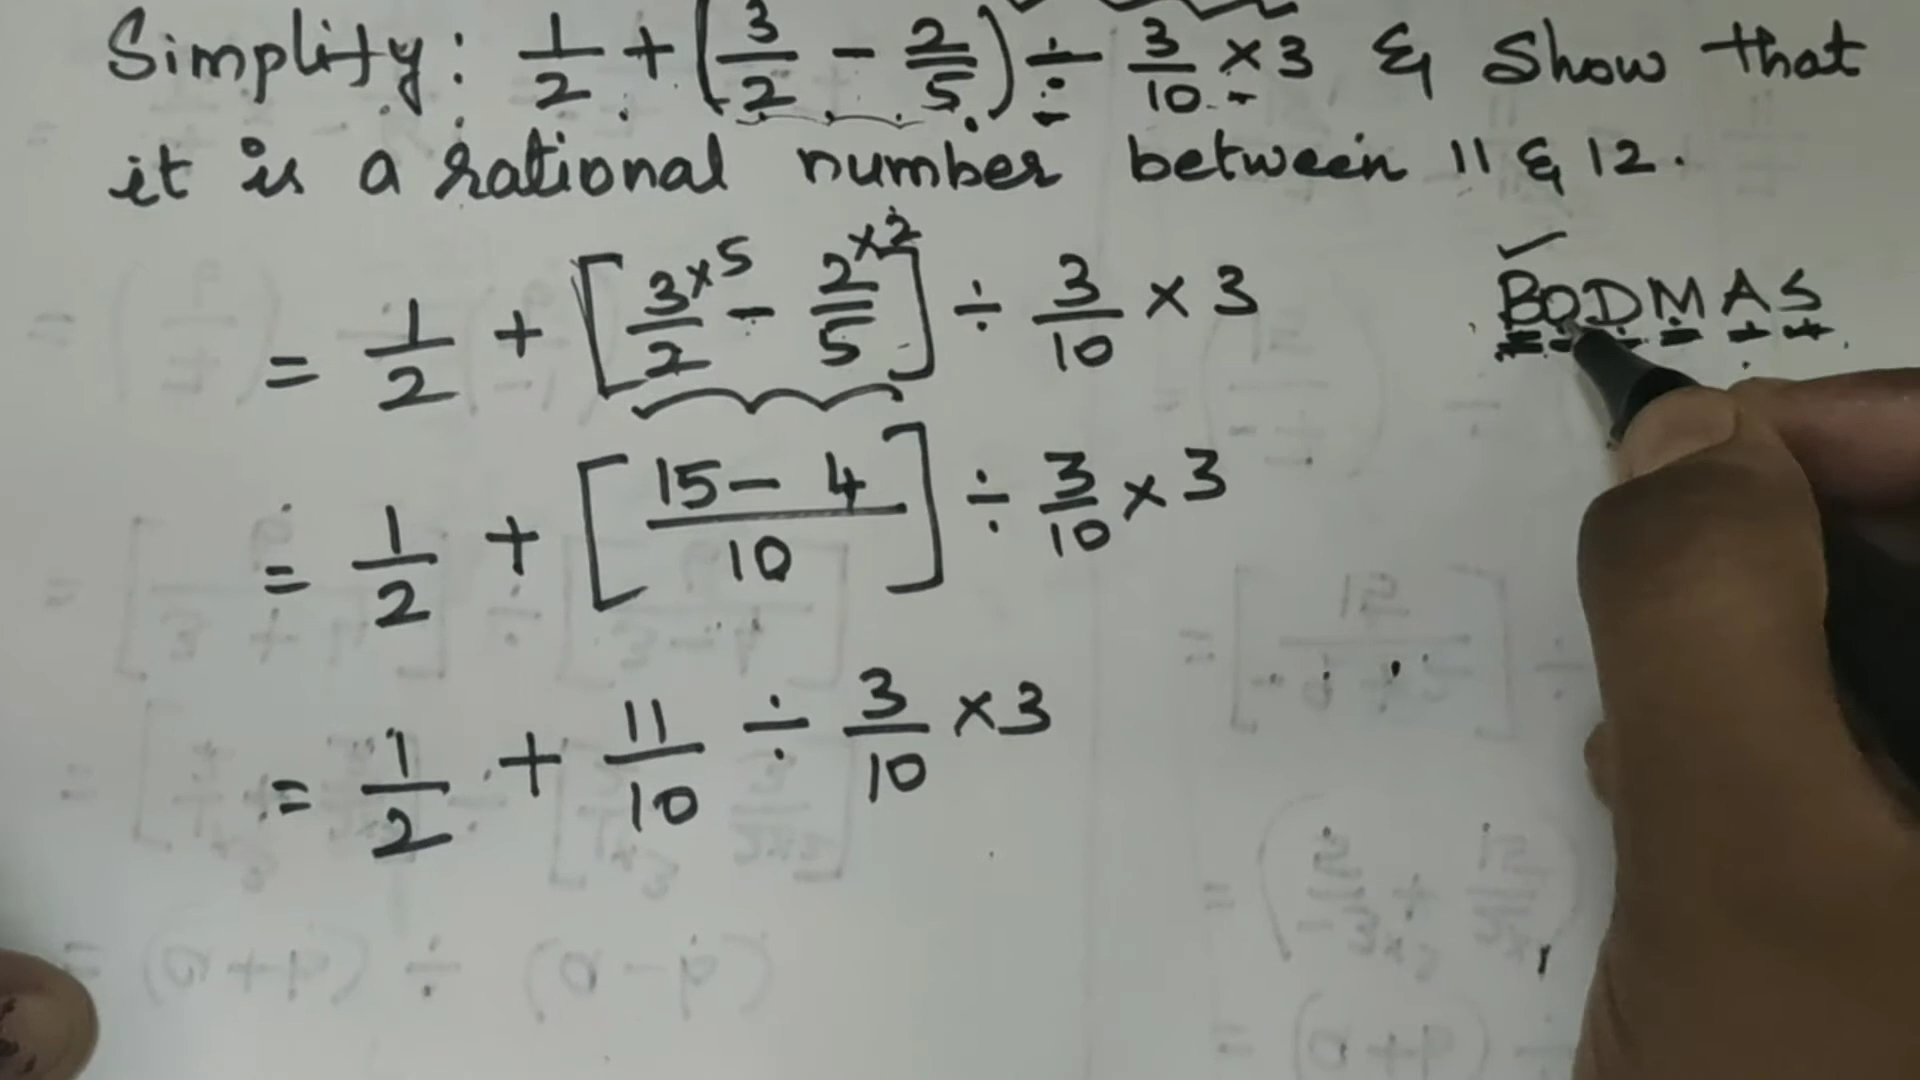 Simplify: 1/2 + (3/2 - 2/5) ÷ 3/10 × 3 & Show that
it is a rational number between 11 & 12.
= 1/2 + [3×5/2 - 2×2/5] ÷ 3/10 × 3
BODMAS
= 1/2 + [15 - 4/10] ÷ 3/10 × 3
= 1/2 + 11/10 ÷ 3/10 × 3